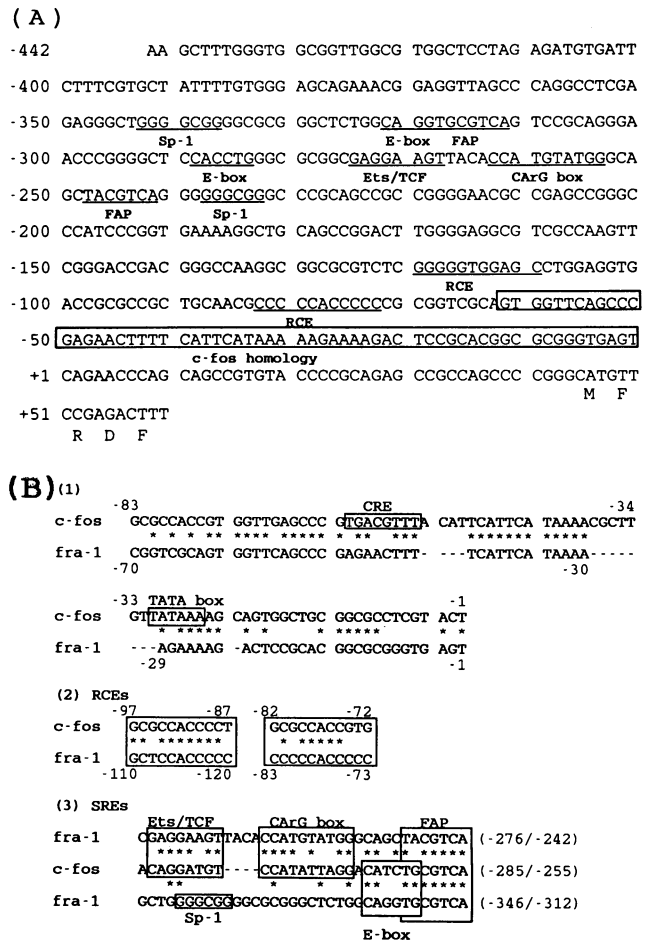 (A)
-442 AA GCTTTGGGTG GCGGTTGGCG TGGCTCCTAG AGATGTGATT
-400 CTTTCGTGCT ATTTTGTGGG AGCAGAAACG GAGGTTAGCC CAGGCCTCGA
-350 GAGGGCTGGG GCGGGGCGCG GGCTCTGGCA GGTGCGTCAG TCCGCAGGGA
Sp-1 E-box FAP
-300 ACCCGGGGCT CCACCTGGGC GCGGCGAGGA AGTTACACCA TGTATGGGCA
E-box Ets/TCF CArG box
-250 GCTACGTCAG GGGGGCGGGC CCGCAGCCGC CGGGGAACGC CGAGCCGGGC
FAP Sp-1
-200 CCATCCCGGT GAAAAGGCTG CAGCCGGACT TGGGGAGGCG TCGCCAAGTT
-150 CGGGACCGAC GGGCCAAGGC GGCGCGTCTC GGGGGTGGAG CCTGGAGGTG
RCE
-100 ACCGCGCCGC TGCAACGCCC CCACCCCCCG CGGTCGCAGT GGTTCAGCCC
RCE
-50 GAGAACTTTT CATTCATAAA AAGAAAAGAC TCCGCACGGC GCGGGTGAGT
c-fos homology
+1 CAGAACCCAG CAGCCGTGTA CCCCCGCAGAG CCGCCAGCCC CGGGCATGTT
M F
+51 CCGAGACTTT
R D F
(B) (1)
-83 CRE -34
c-fos GCGCCACCGT GGTTGAGCCC GTGACGTTTA CATTCATTCA TAAAACGCTT
* * * * * **** ***** * ** *** ******* *****
fra-1 CGGTCGCAGT GGTTCAGCCC GAGAACTTT- ---TCATTCA TAAAA-----
-70 -30
-33 TATA box -1
c-fos GTTATAAAAG CAGTGGCTGC GGCGCCTCGT ACT
* ***** * * * ***** * *
fra-1 ---AGAAAAG -ACTCCGCAC GGCGCGGGTG AGT
-29 -1
(2) RCEs
-97 -87 -82 -72
c-fos GCGCCACCCCT GCGCCACCGTG
** ******* * *****
fra-1 GCTCCACCCCC CCCCCACCCCC
-110 -120 -83 -73
(3) SREs
Ets/TCF CArG box FAP
fra-1 CGAGGAAGTTACACCATGTATGGGCAGCTACGTCA (-276/-242)
**** ** **** * ** ** * ******
c-fos ACAGGATGT----CCATATTAGGACATCTGCGTCA (-285/-255)
** * * * * ** *******
fra-1 GCTGGGGCGGGGCGCGGGCTCTGGCAGGTGCGTCA (-346/-312)
Sp-1
E-box